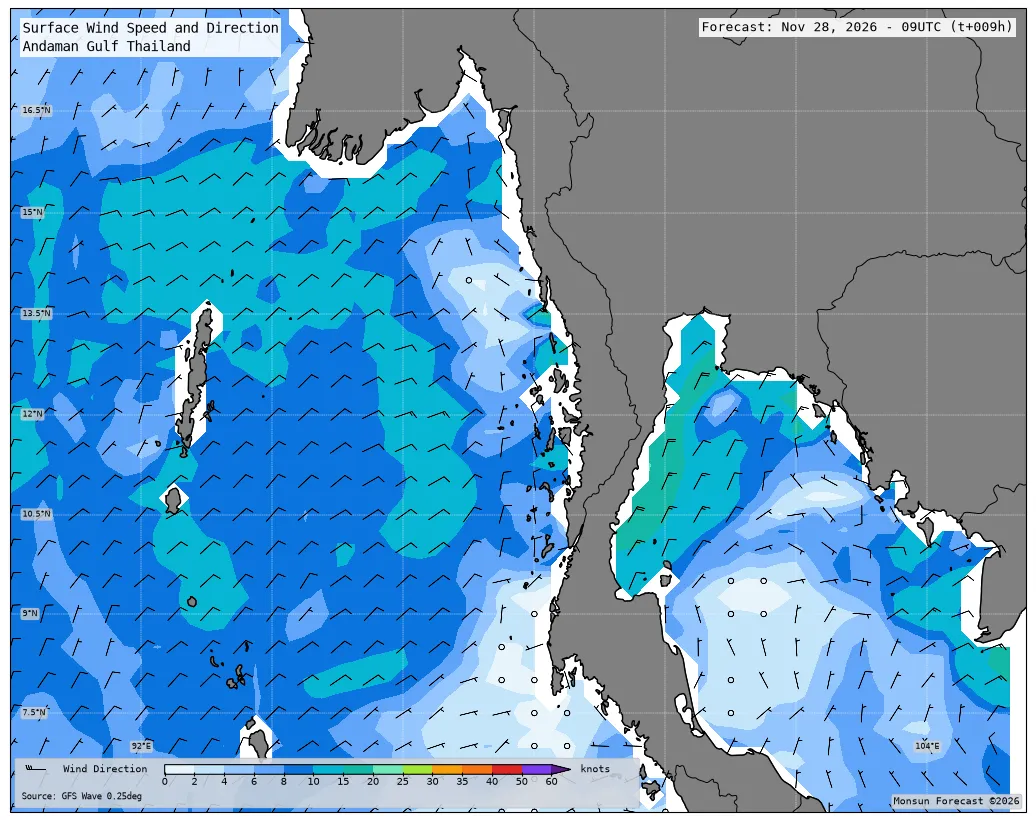 Surface Wind Speed and Direction
Andaman Gulf Thailand
Forecast: Nov 28, 2026 - 09UTC (t+009h)
16.5°N
15°N
13.5°N
12°N
10.5°N
9°N
7.5°N
92°E
104°E
Wind Direction
0 2 4 6 8 10 15 20 25 30 35 40 50 60
knots
Source: GFS Wave 0.25deg
Monsun Forecast ©2026